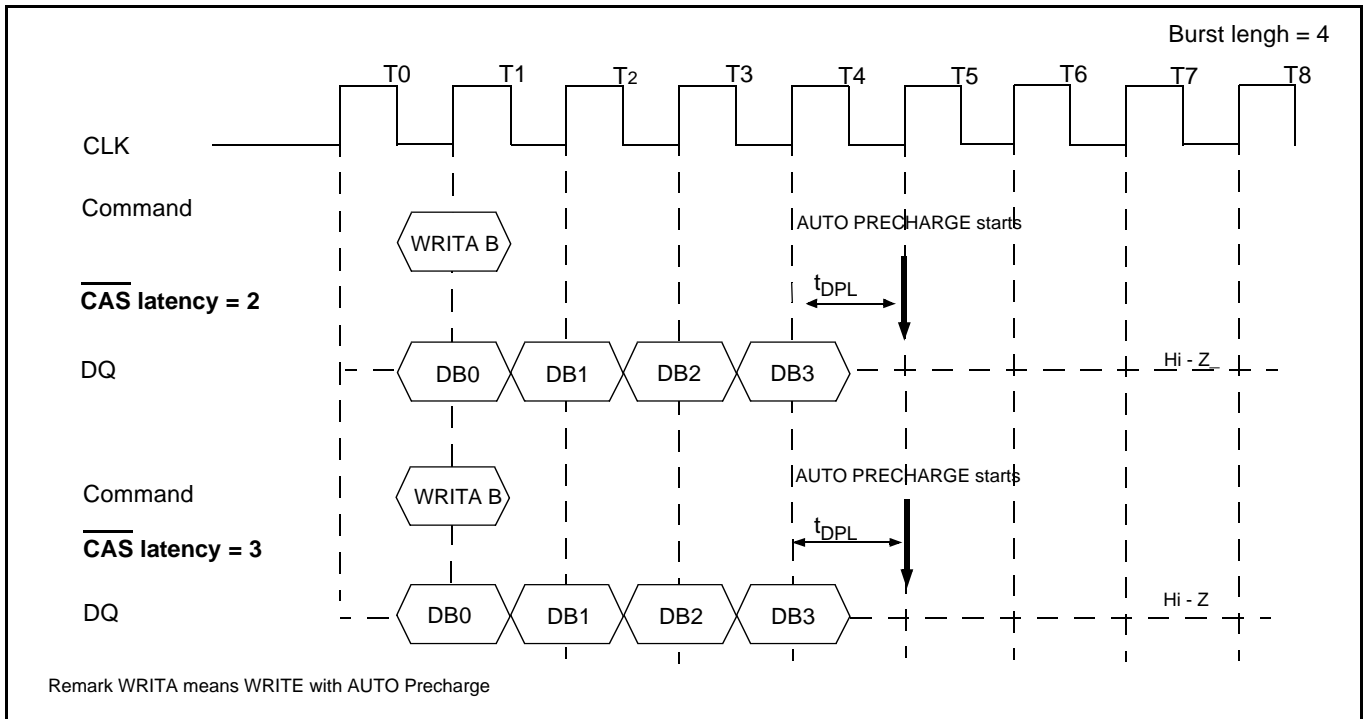 Burst lengh = 4
T0 T1 T2 T3 T4 T5 T6 T7 T8
CLK
Command
WRITA B
AUTO PRECHARGE starts
CAS latency = 2
tDPL
DQ
DB0 DB1 DB2 DB3
Hi - Z
Command
WRITA B
AUTO PRECHARGE starts
CAS latency = 3
tDPL
DQ
DB0 DB1 DB2 DB3
Hi - Z
Remark WRITA means WRITE with AUTO Precharge